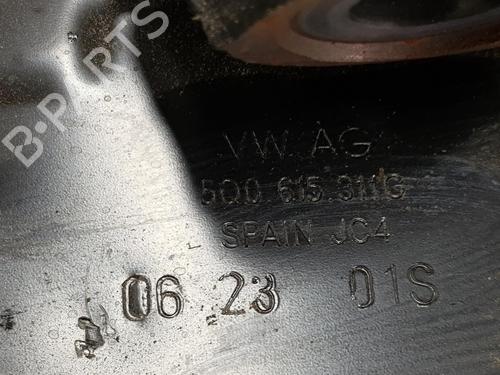 B-PARTS
VW AG
5Q0 615 311G
SPAIN JC4
06 23 01S